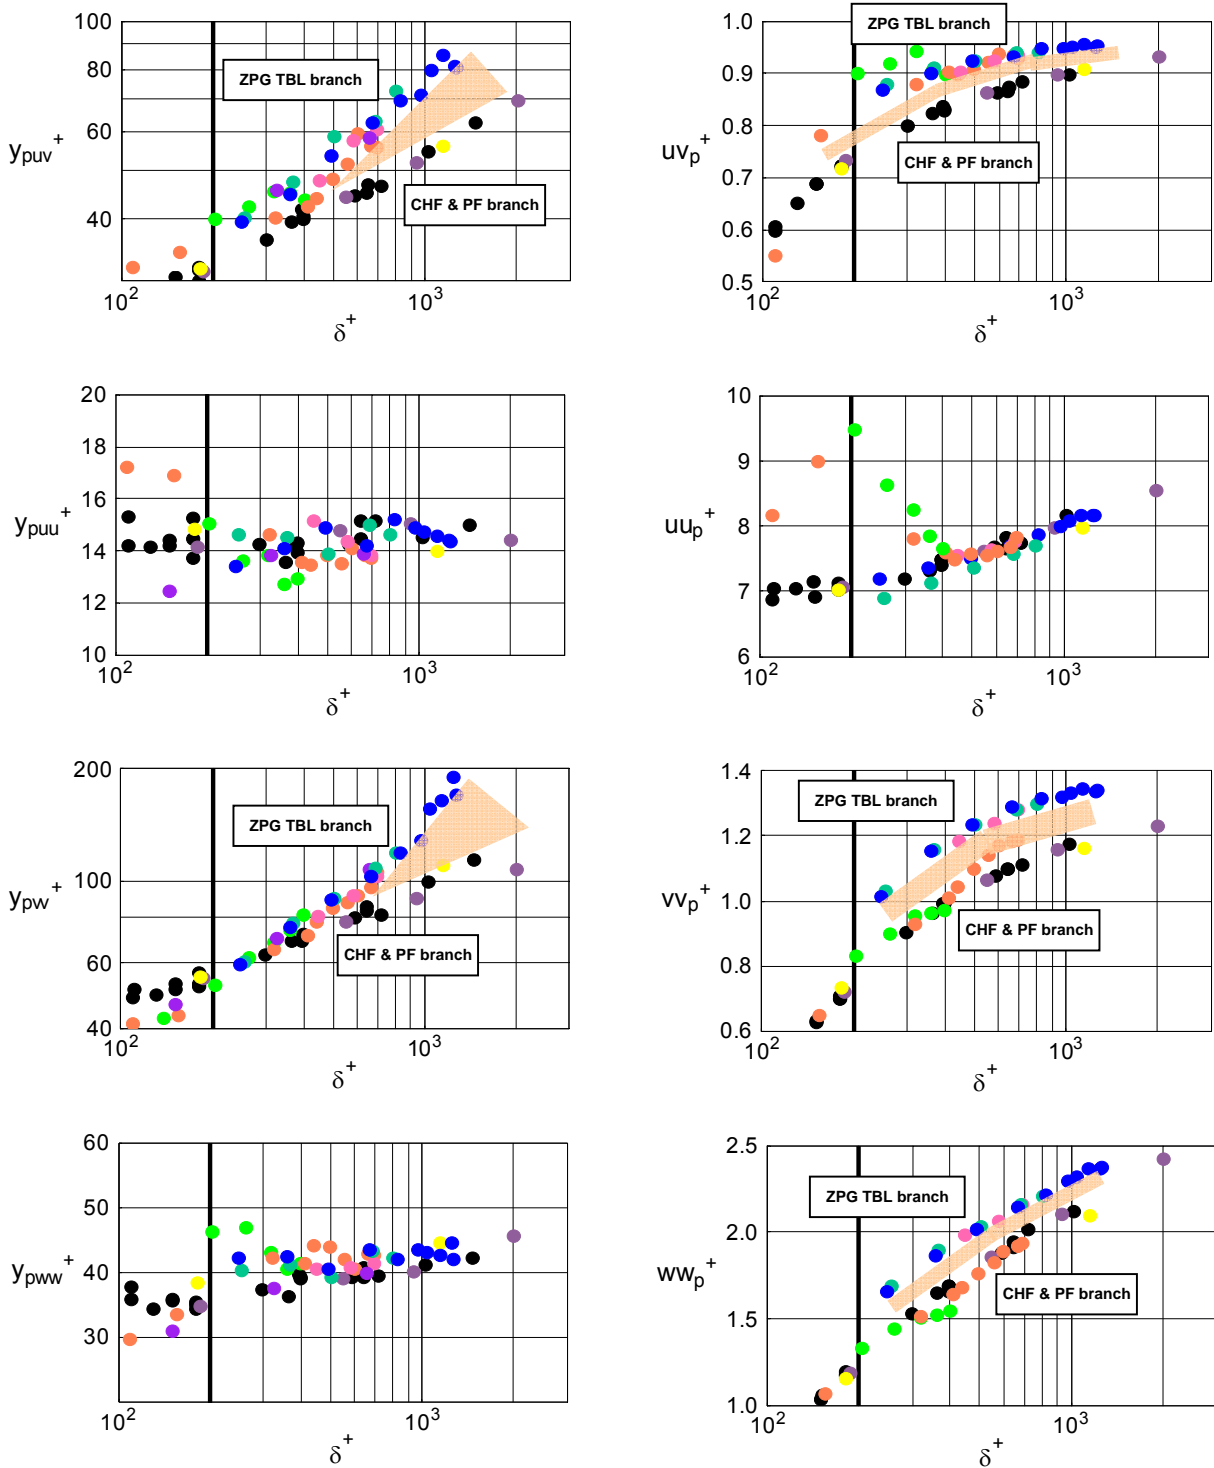 100
80
60
40
y_puv^+
ZPG TBL branch
CHF & PF branch
10^2
10^3
δ^+
1.0
0.9
0.8
0.7
0.6
0.5
uv_p^+
ZPG TBL branch
CHF & PF branch
10^2
10^3
δ^+
20
18
16
14
12
10
y_puu^+
10^2
10^3
δ^+
10
9
8
7
6
uu_p^+
10^2
10^3
δ^+
200
100
60
40
y_pvv^+
ZPG TBL branch
CHF & PF branch
10^2
10^3
δ^+
1.4
1.2
1.0
0.8
0.6
vv_p^+
ZPG TBL branch
CHF & PF branch
10^2
10^3
δ^+
60
50
40
30
y_pww^+
10^2
10^3
δ^+
2.5
2.0
1.5
1.0
ww_p^+
ZPG TBL branch
CHF & PF branch
10^2
10^3
δ^+